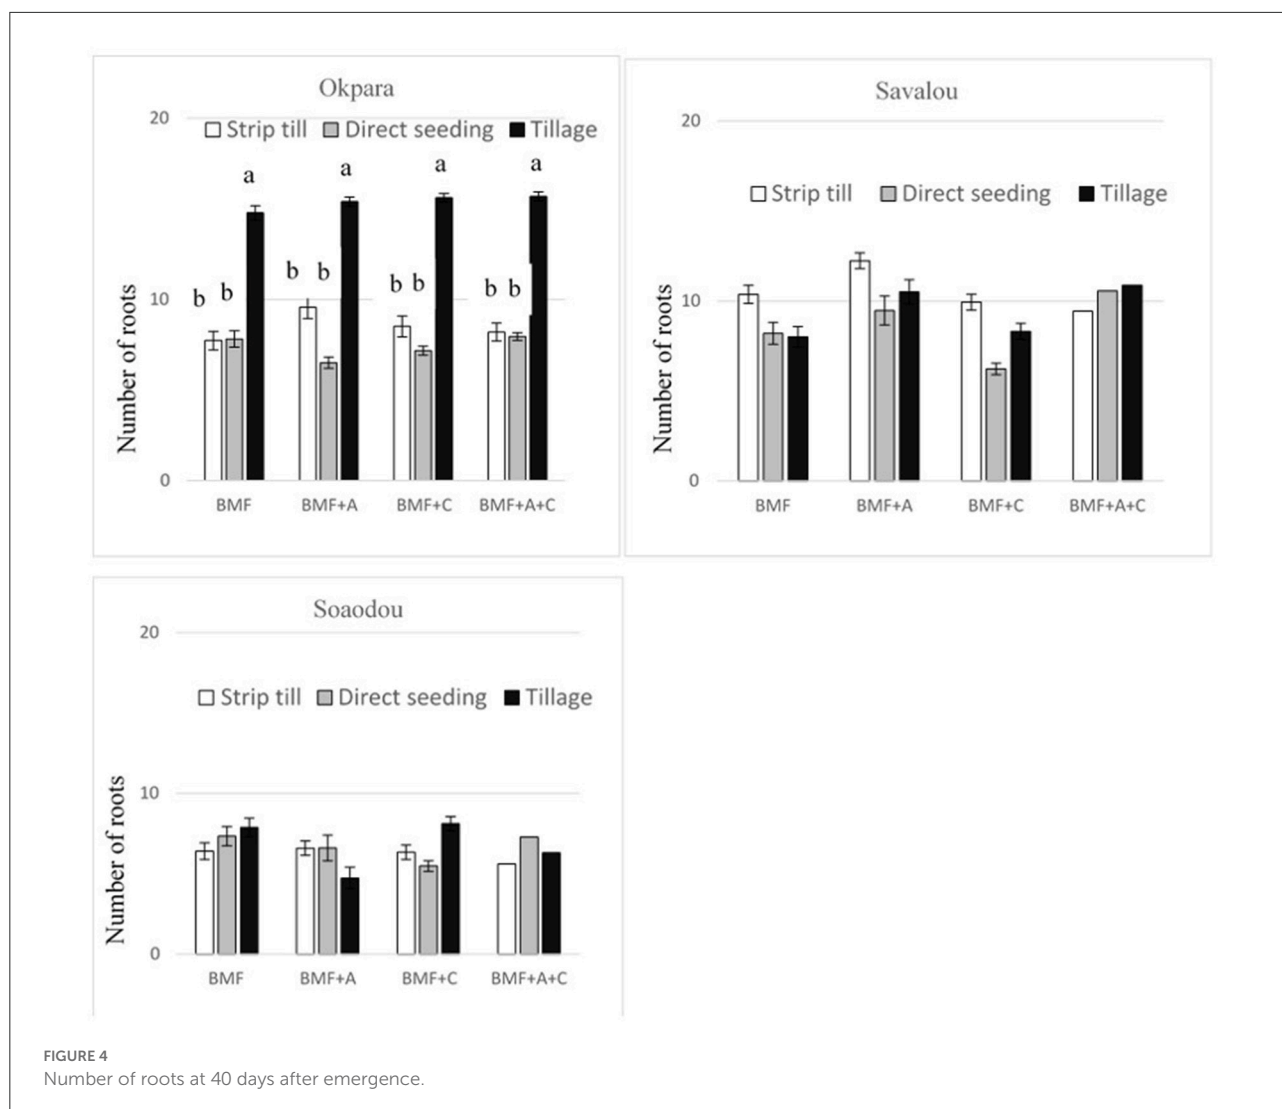 Okpara
20
Strip till Direct seeding Tillage
a a a a
b b b b b b b b
10
Number of roots
0
BMF BMF+A BMF+C BMF+A+C
Savalou
20
Strip till Direct seeding Tillage
10
Number of roots
0
BMF BMF+A BMF+C BMF+A+C
Soaodou
20
Strip till Direct seeding Tillage
10
Number of roots
0
BMF BMF+A BMF+C BMF+A+C
FIGURE 4
Number of roots at 40 days after emergence.